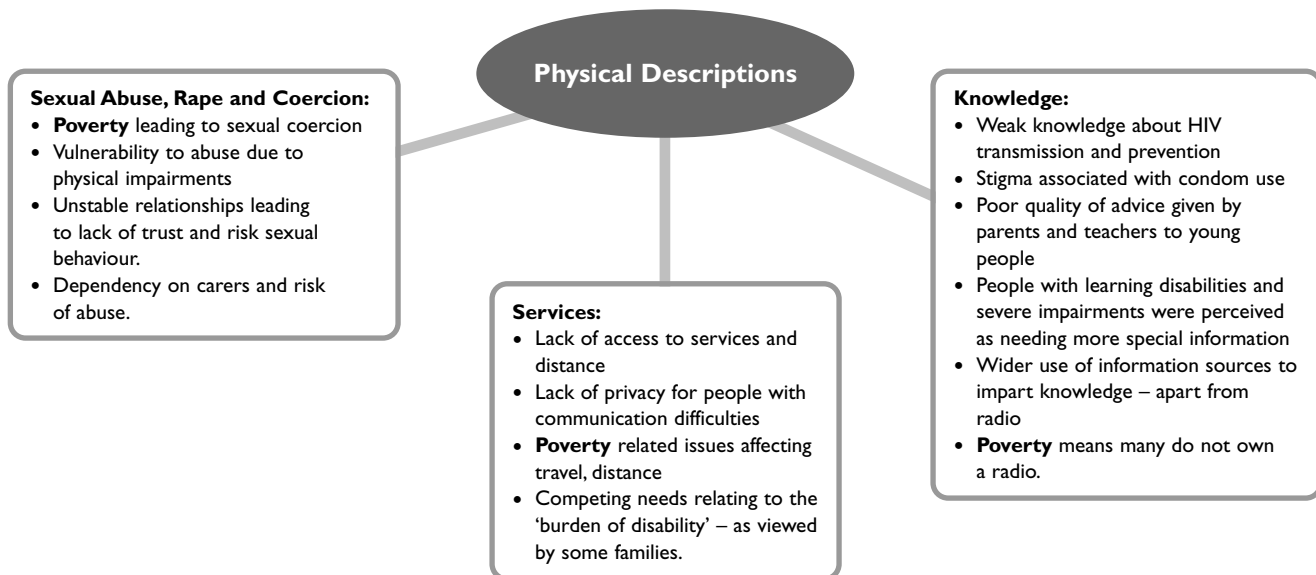 Physical Descriptions
Sexual Abuse, Rape and Coercion:
• Poverty leading to sexual coercion
• Vulnerability to abuse due to
physical impairments
• Unstable relationships leading
to lack of trust and risk sexual
behaviour.
• Dependency on carers and risk
of abuse.
Services:
• Lack of access to services and
distance
• Lack of privacy for people with
communication difficulties
• Poverty related issues affecting
travel, distance
• Competing needs relating to the
‘burden of disability’ – as viewed
by some families.
Knowledge:
• Weak knowledge about HIV
transmission and prevention
• Stigma associated with condom use
• Poor quality of advice given by
parents and teachers to young
people
• People with learning disabilities and
severe impairments were perceived
as needing more special information
• Wider use of information sources to
impart knowledge – apart from
radio
• Poverty means many do not own
a radio.